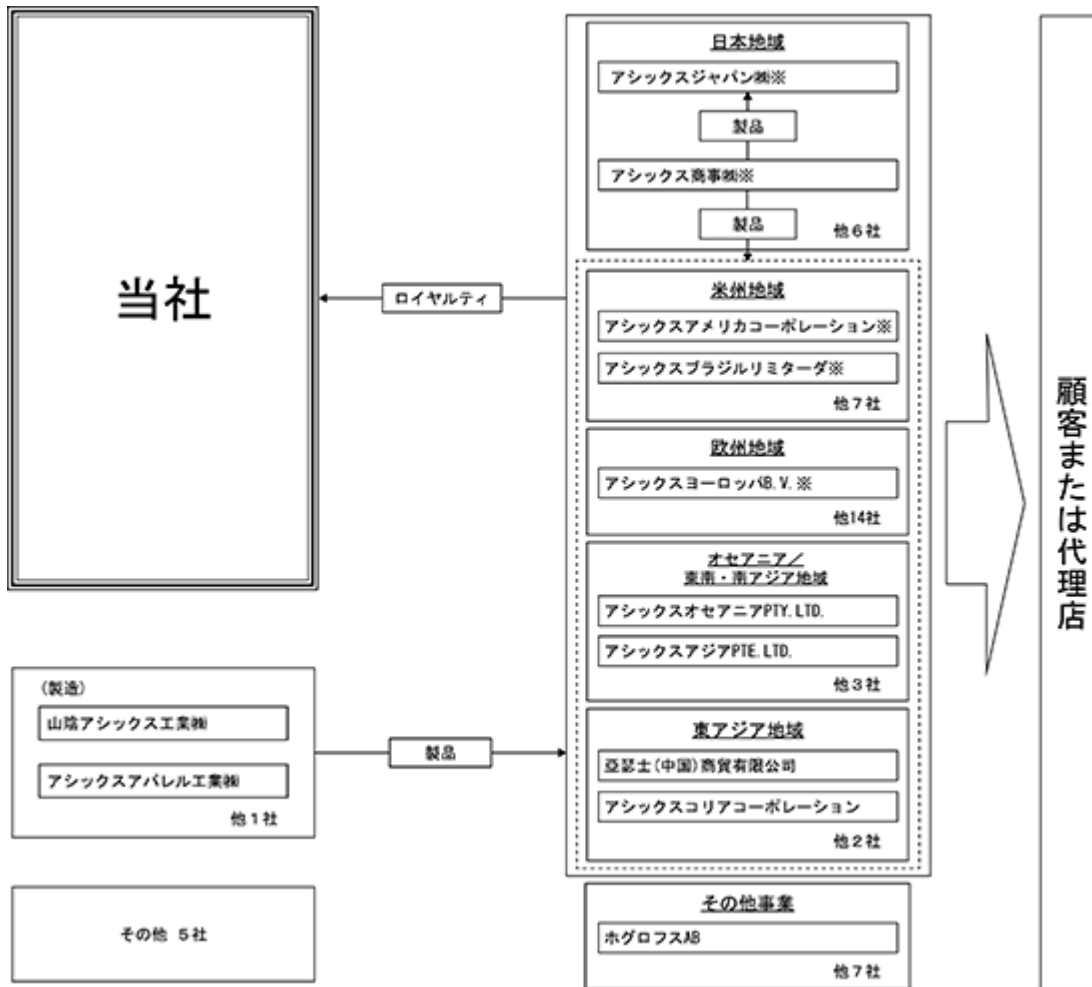 当社
ロイヤルティ
(製造)
山陰アシックス工業㈱
アシックスアパレル工業㈱
他1社
製品
その他 5社
日本地域
アシックスジャパン㈱※
製品
アシックス商事㈱※
製品
他6社
米州地域
アシックスアメリカコーポレーション※
アシックスブラジルリミターダ※
他7社
欧州地域
アシックスヨーロッパB.V.※
他14社
オセアニア／
東南・南アジア地域
アシックスオセアニアPTY.LTD.
アシックスアジアPTE.LTD.
他3社
東アジア地域
亞瑟士(中国)商貿有限公司
アシックスコリアコーポレーション
他2社
その他事業
ホグロフスAB
他7社
顧客または代理店